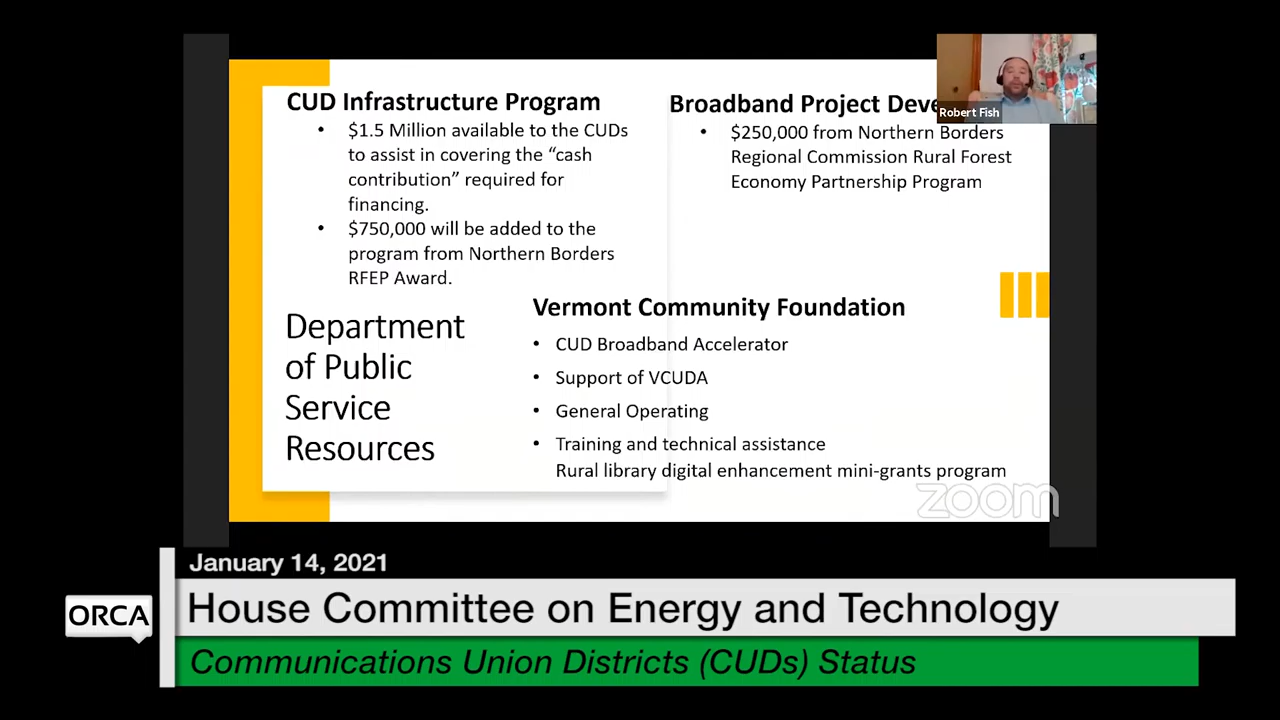 CUD Infrastructure Program
• $1.5 Million available to the CUDs
to assist in covering the “cash
contribution” required for
financing.
• $750,000 will be added to the
program from Northern Borders
RFEP Award.
Broadband Project Deve
• $250,000 from Northern Borders
Regional Commission Rural Forest
Economy Partnership Program
Robert Fish
Department
of Public
Service
Resources
Vermont Community Foundation
• CUD Broadband Accelerator
• Support of VCUDA
• General Operating
• Training and technical assistance
Rural library digital enhancement mini-grants program
zoom
January 14, 2021
ORCA
House Committee on Energy and Technology
Communications Union Districts (CUDs) Status